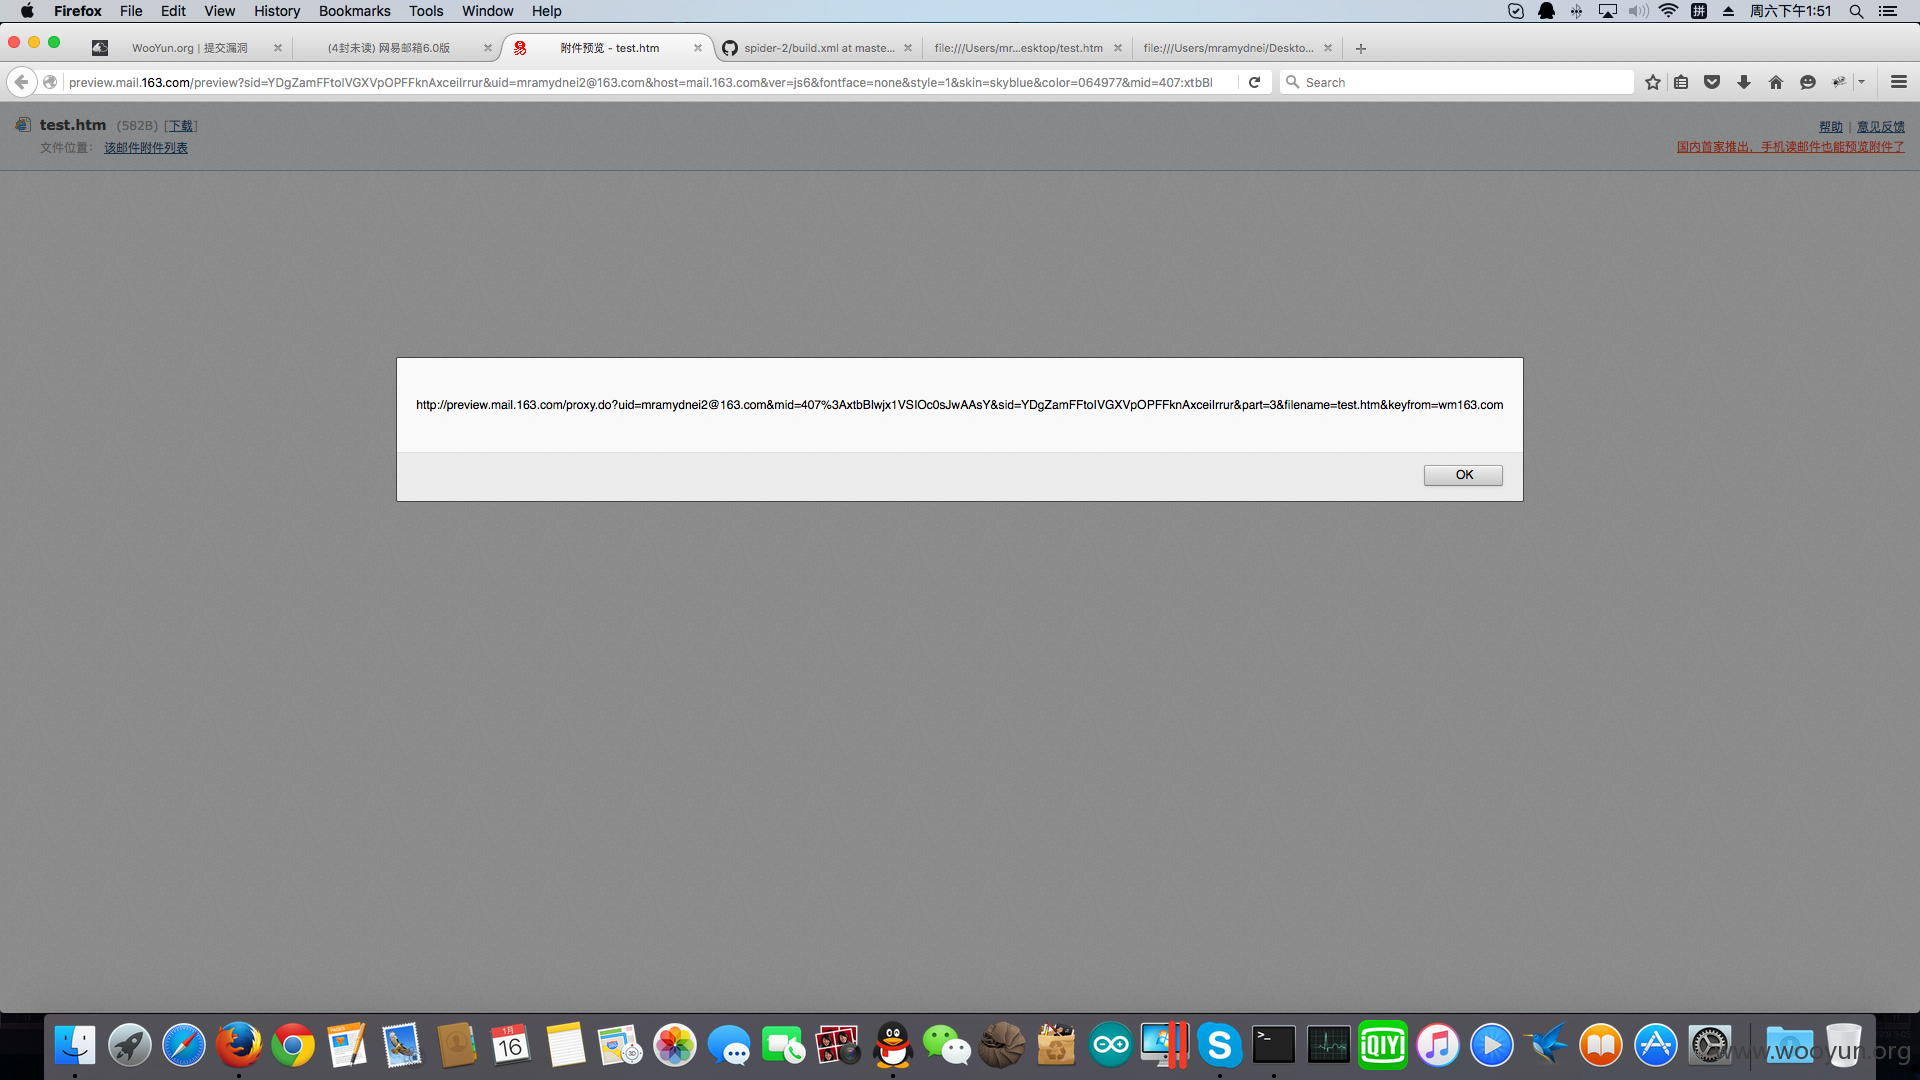 Firefox File Edit View History Bookmarks Tools Window Help 周六下午1:51
WooYun.org | 提交漏洞 (4封未读) 网易邮箱6.0版 附件预览 - test.htm spider-2/build.xml at maste... file:///Users/mr...esktop/test.htm file:///Users/mramydnei/Deskto...
preview.mail.163.com/preview?sid=YDgZamFFtoIVGXVpOPFFknAxceiIrrur&uid=mramydnei2@163.com&host=mail.163.com&ver=js6&fontface=none&style=1&skin=skyblue&color=064977&mid=407:xtbBl Search
test.htm (582B) [下载] 帮助 | 意见反馈
文件位置: 该邮件附件列表 国内首家推出，手机读邮件也能预览附件了
http://preview.mail.163.com/proxy.do?uid=mramydnei2@163.com&mid=407%3AxtbBlwjx1VSIOc0sJwAAsY&sid=YDgZamFFtoIVGXVpOPFFknAxceiIrrur&part=3&filename=test.htm&keyfrom=wm163.com
OK
PAGES 1月 16 iQIYI
www.wooyun.org